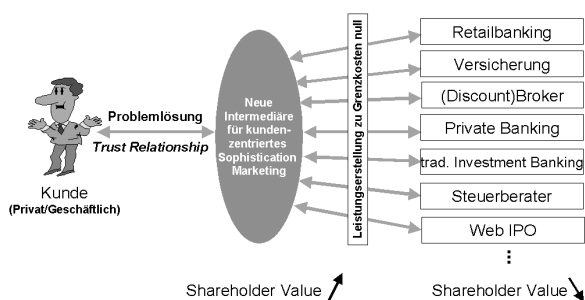 Retailbanking
Versicherung
(Discount)Broker
Private Banking
trad. Investment Banking
Steuerberater
Web IPO
Leistungserstellung zu Grenzkosten null
Neue
Intermediäre
für kunden-
zentriertes
Sophistication
Marketing
Problemlösung
Trust Relationship
Kunde
(Privat/Geschäftlich)
Shareholder Value
Shareholder Value